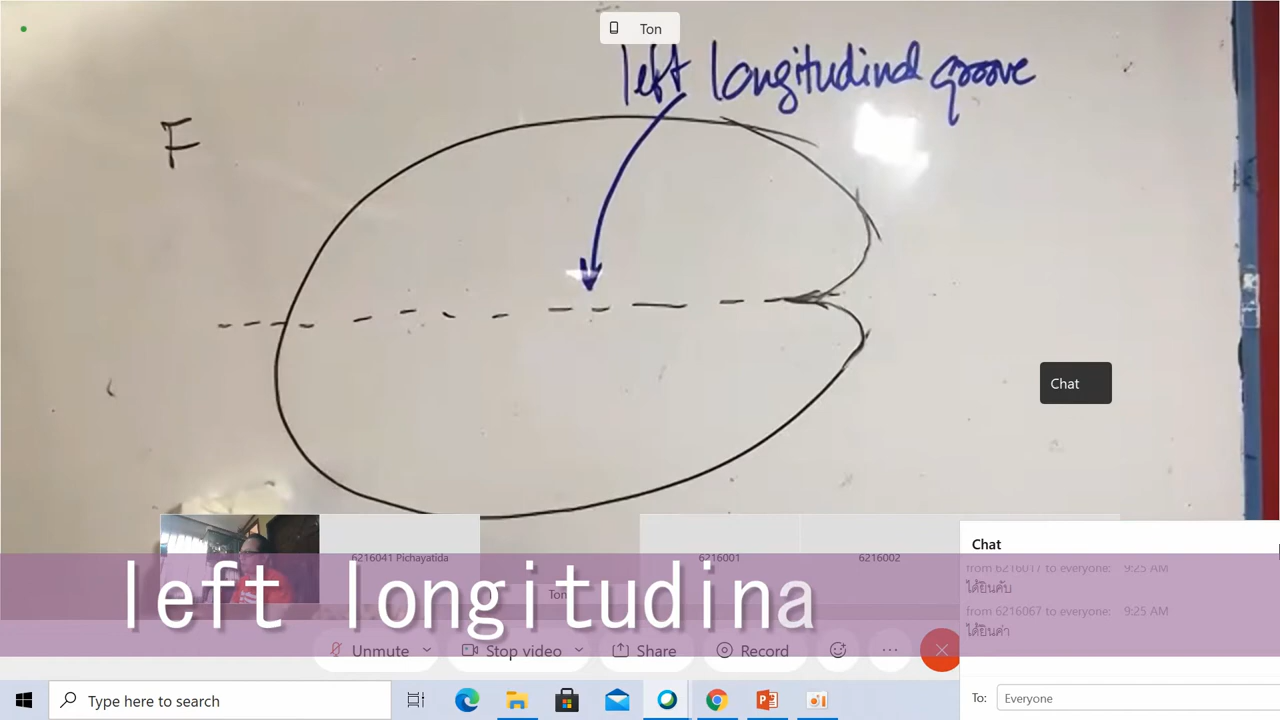 Ton
left longitudinal groove
F
Chat
6216041 Pichayatida
6216001
6216002
Chat
from 6216017 to everyone: 9:25 AM
ได้ยินคับ
from 6216067 to everyone: 9:25 AM
ได้ยินค่า
Ton
left longitudina
Unmute
Stop video
Share
Record
To: Everyone
Type here to search